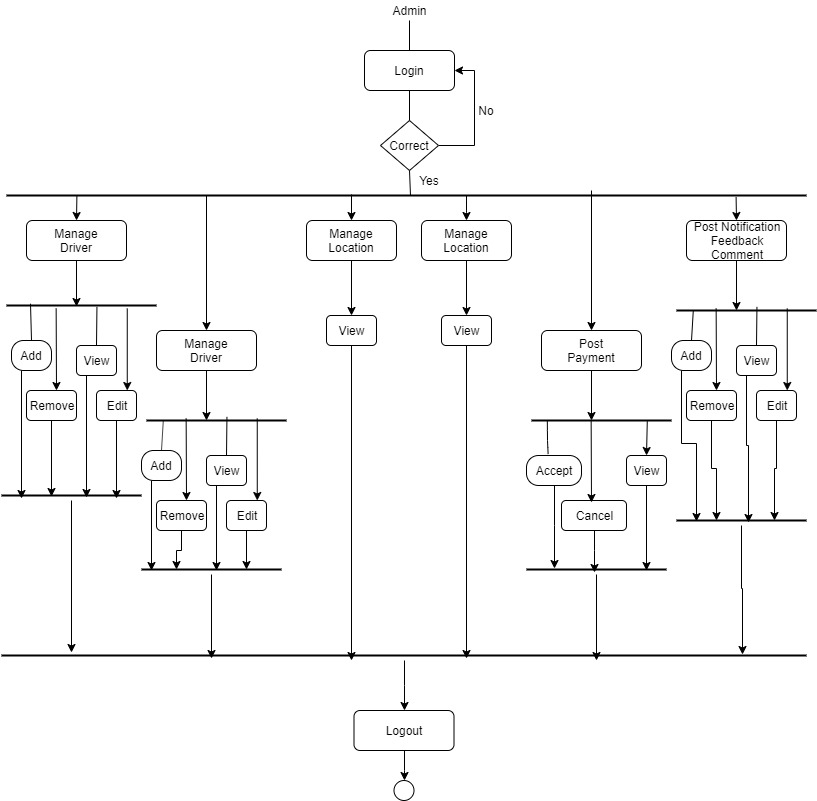 Admin
Login
No
Correct
Yes
Manage
Driver
Manage
Location
Manage
Location
Post Notification
Feedback
Comment
Add
View
Remove
Edit
Manage
Driver
View
View
Post
Payment
Add
View
Remove
Edit
Add
View
Remove
Edit
Accept
View
Cancel
Logout